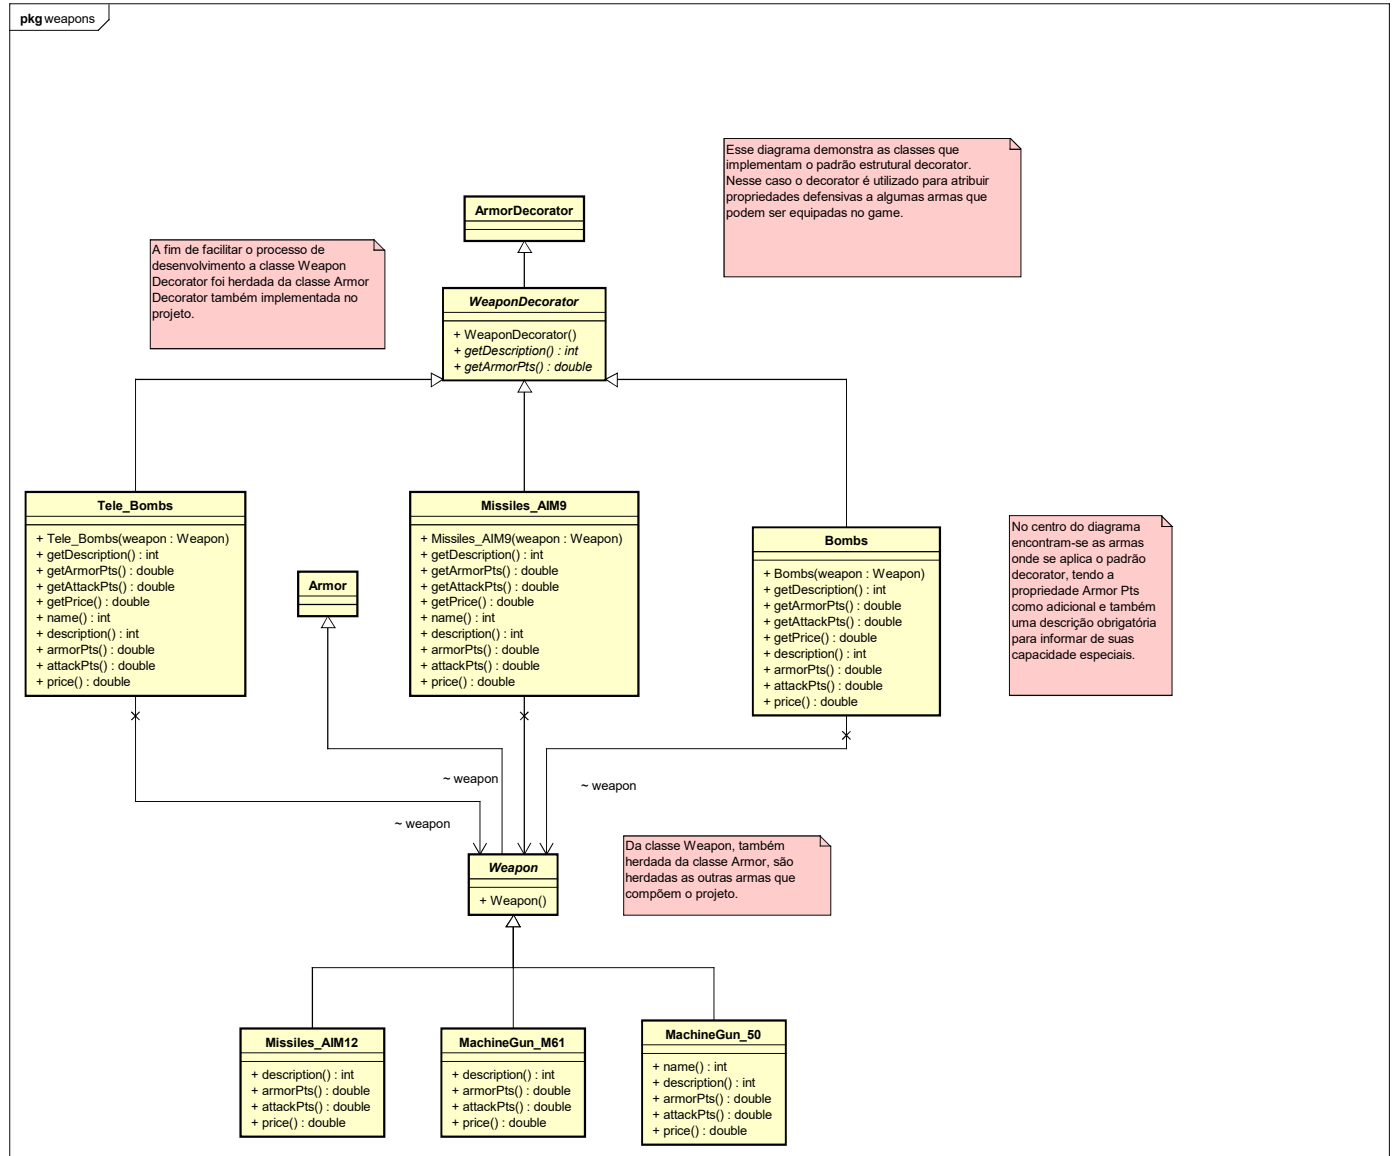 pkg weapons
Esse diagrama demonstra as classes que
implementam o padrão estrutural decorator.
Nesse caso o decorator é utilizado para atribuir
propriedades defensivas a algumas armas que
podem ser equipadas no game.
ArmorDecorator
A fim de facilitar o processo de
desenvolvimento a classe Weapon
Decorator foi herdada da classe Armor
Decorator também implementada no
projeto.
WeaponDecorator
+ WeaponDecorator()
+ getDescription() : int
+ getArmorPts() : double
Tele_Bombs
+ Tele_Bombs(weapon : Weapon)
+ getDescription() : int
+ getArmorPts() : double
+ getAttackPts() : double
+ getPrice() : double
+ name() : int
+ description() : int
+ armorPts() : double
+ attackPts() : double
+ price() : double
Missiles_AIM9
+ Missiles_AIM9(weapon : Weapon)
+ getDescription() : int
+ getArmorPts() : double
+ getAttackPts() : double
+ getPrice() : double
+ name() : int
+ description() : int
+ armorPts() : double
+ attackPts() : double
+ price() : double
Bombs
+ Bombs(weapon : Weapon)
+ getDescription() : int
+ getArmorPts() : double
+ getAttackPts() : double
+ getPrice() : double
+ description() : int
+ armorPts() : double
+ attackPts() : double
+ price() : double
No centro do diagrama
encontram-se as armas
onde se aplica o padrão
decorator, tendo a
propriedade Armor Pts
como adicional e também
uma descrição obrigatória
para informar de suas
capacidade especiais.
Armor
~ weapon
~ weapon
~ weapon
Weapon
+ Weapon()
Da classe Weapon, também
herdada da classe Armor, são
herdadas as outras armas que
compõem o projeto.
Missiles_AIM12
+ description() : int
+ armorPts() : double
+ attackPts() : double
+ price() : double
MachineGun_M61
+ description() : int
+ armorPts() : double
+ attackPts() : double
+ price() : double
MachineGun_50
+ name() : int
+ description() : int
+ armorPts() : double
+ attackPts() : double
+ price() : double